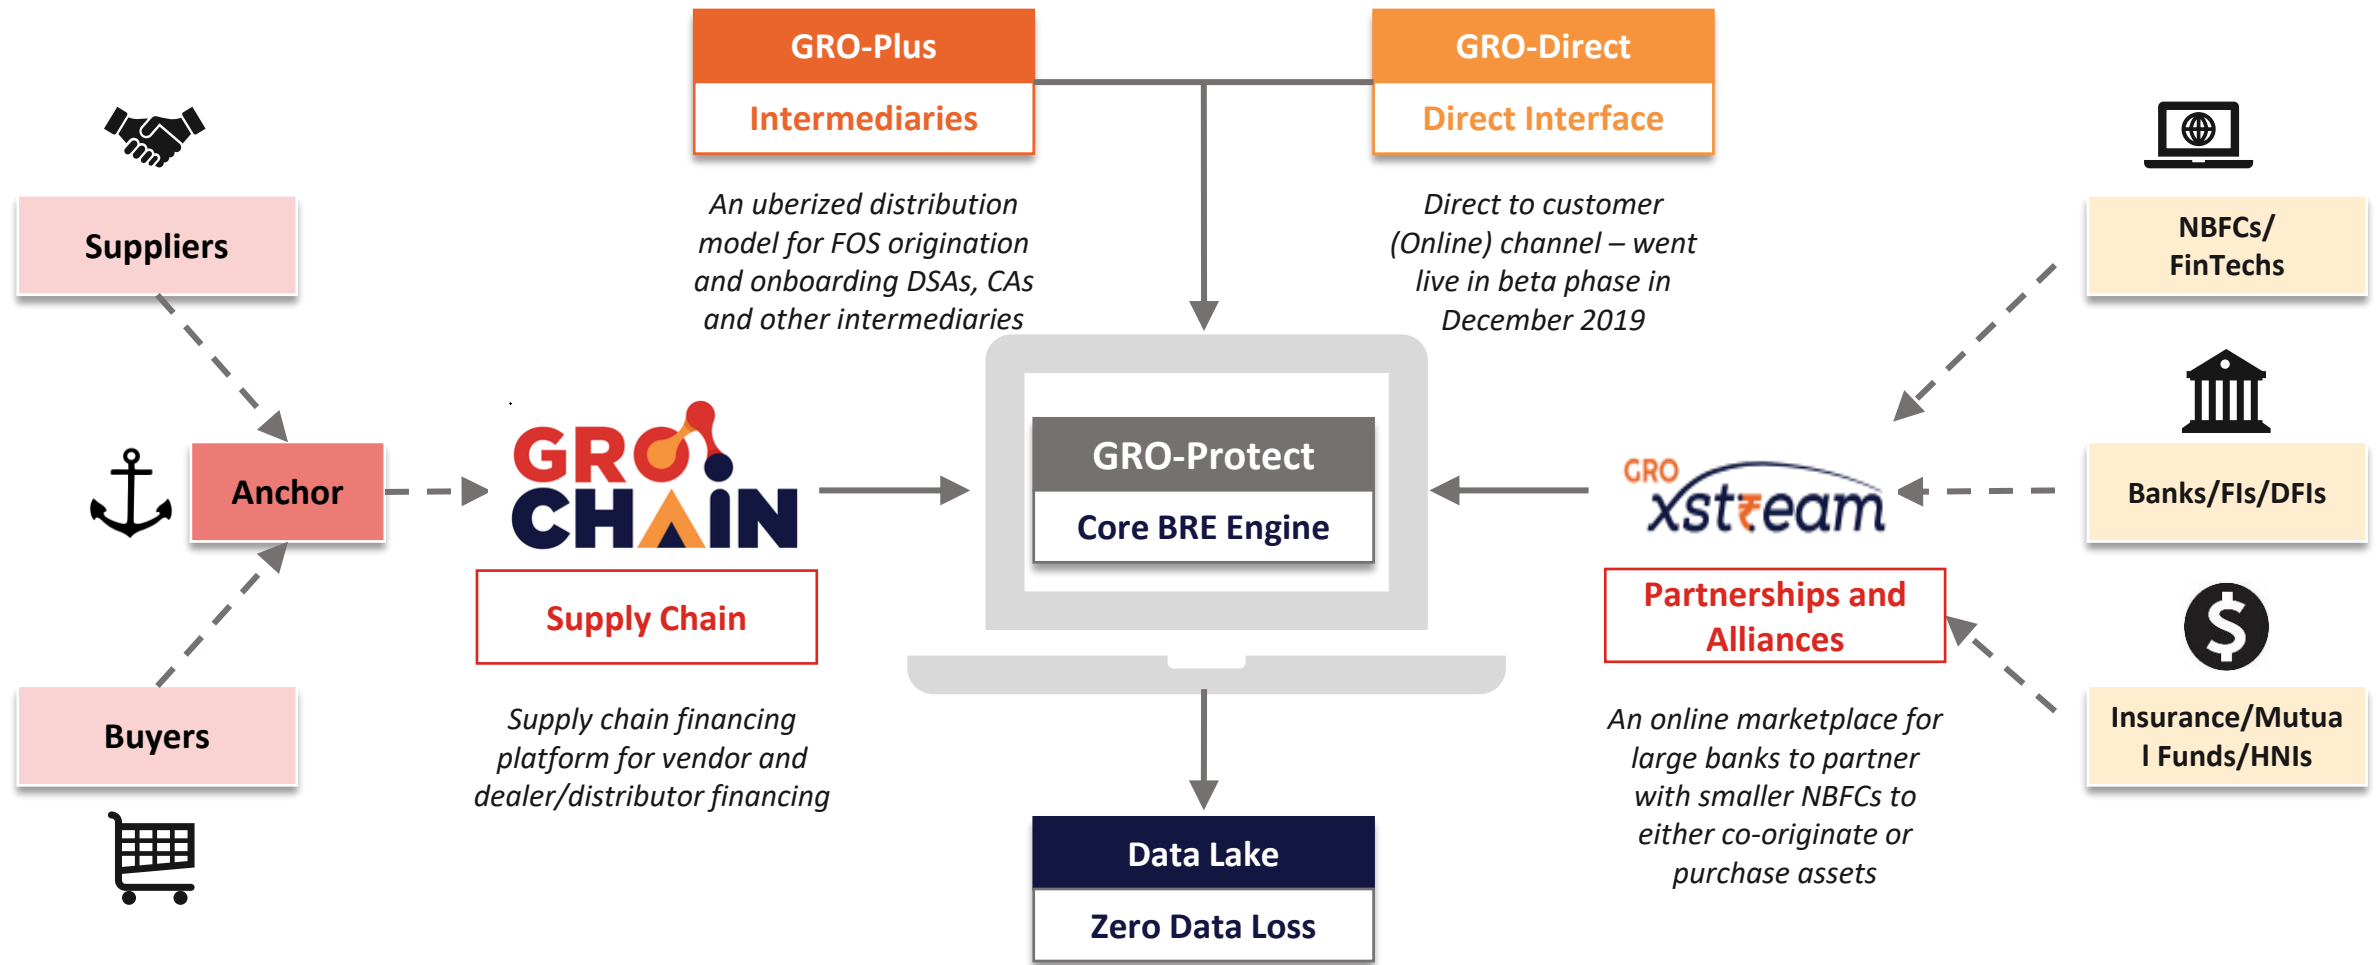 GRO-Plus
Intermediaries
An uberized distribution
model for FOS origination
and onboarding DSAs, CAs
and other intermediaries
GRO-Direct
Direct Interface
Direct to customer
(Online) channel – went
live in beta phase in
December 2019
Suppliers
Anchor
Buyers
GRO
CHAIN
Supply Chain
Supply chain financing
platform for vendor and
dealer/distributor financing
GRO-Protect
Core BRE Engine
Data Lake
Zero Data Loss
GRO
xst₹eam
Partnerships and
Alliances
An online marketplace for
large banks to partner
with smaller NBFCs to
either co-originate or
purchase assets
NBFCs/
FinTechs
Banks/FIs/DFIs
$
Insurance/Mutua
l Funds/HNIs